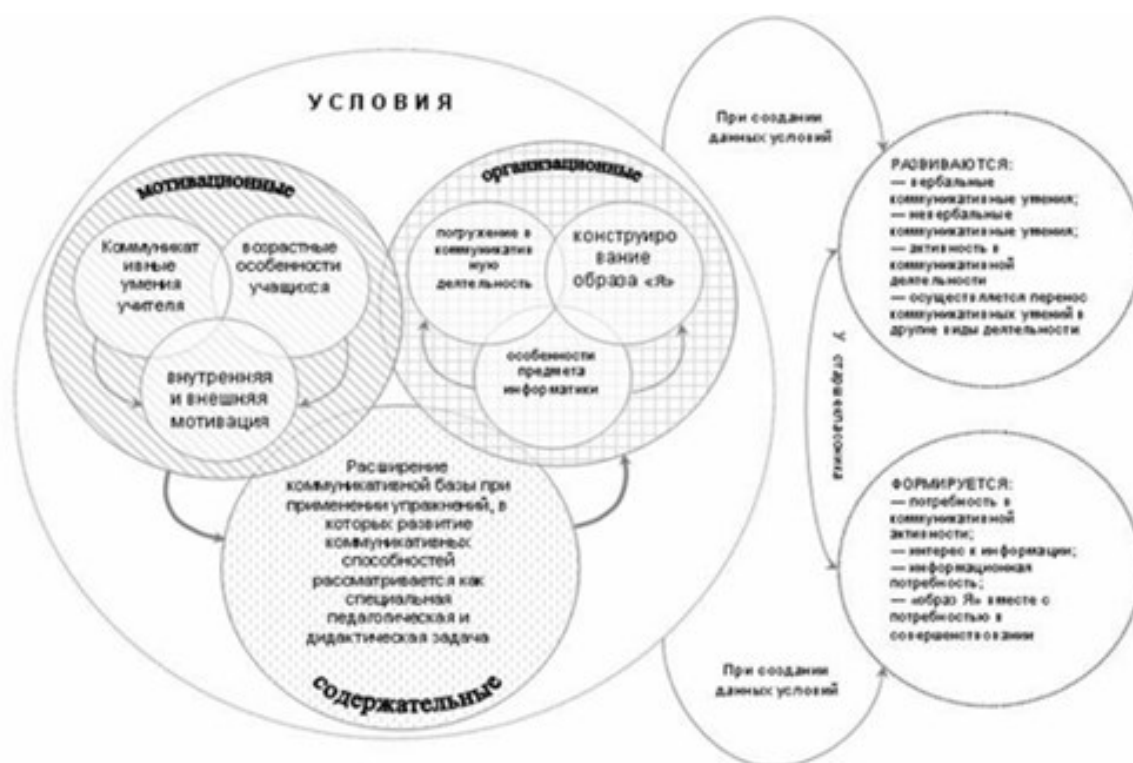 УСЛОВИЯ
мотивационные
Коммуникат
ивные
умения
учителя
возрастные
особенности
учащихся
внутренняя
и внешняя
мотивация
организационные
погружение в
коммуникатив
ную
деятельность
конструиро
вание
образа «я»
особенности
предмета
информатики
Расширение
коммуникативной базы при
применении упражнений, в
которых развитие
коммуникативных
способностей
рассматривается как
специальная
педагогическая и
дидактическая задача
содержательные
При создании
данных условий
РАЗВИВАЮТСЯ:
— вербальные
коммуникативные умения;
— невербальные
коммуникативные умения;
— активность в
коммуникативной
деятельности
— осуществляется перенос
коммуникативных умений в
другие виды деятельности
У старшеклассника
ФОРМИРУЕТСЯ:
— потребность в
коммуникативной
активности;
— интерес к информации;
— информационная
потребность;
— «образ Я» вместе с
потребностью в
совершенствовании
При создании
данных условий